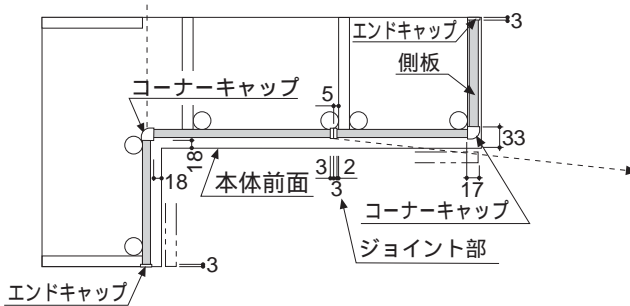 3
エンドキャップ
側板
コーナーキャップ
5
33
18
18
本体前面
3
2
3
17
コーナーキャップ
ジョイント部
3
エンドキャップ